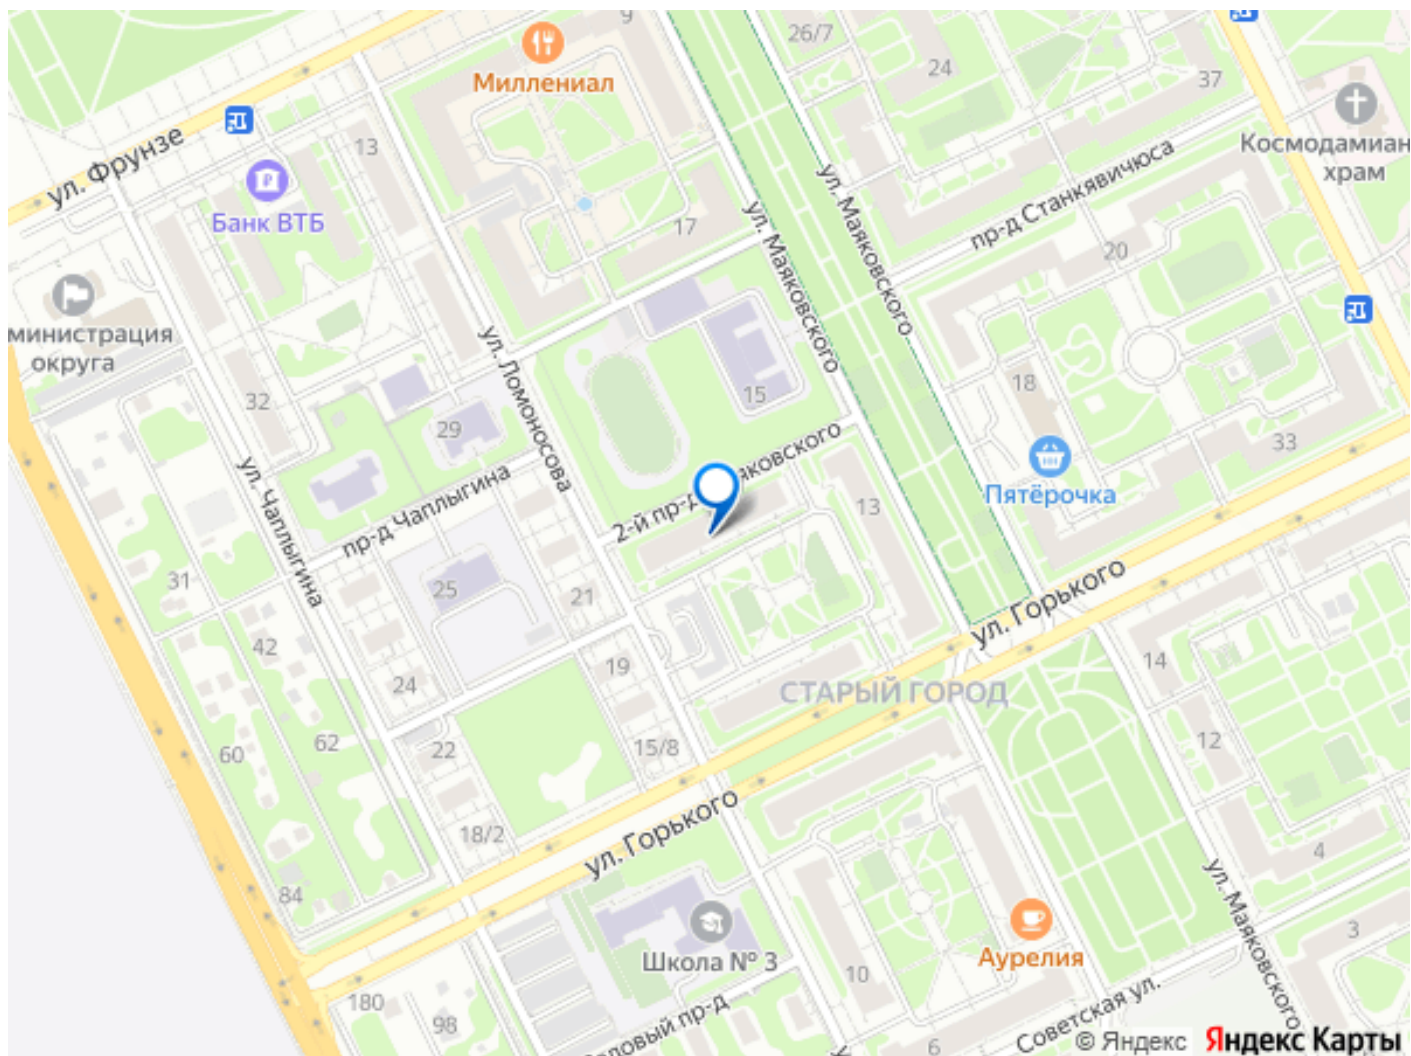 9
26/7
24
37
Миллениал
ул. Фрунзе
13
Банк ВТБ
Космодамиан
храм
пр-д Станкявичюса
ул. Маяковского
ул. Маяковского
17
20
министрация
округа
ул. Ломоносова
32
29
15
18
33
Пятёрочка
ул. Чаплыгина
пр-д Чаплыгина
2-й пр-д
яковского
13
31
25
21
ул. Горького
42
24
19
14
СТАРЫЙ ГОРОД
60
62
22
15/8
12
18/2
ул. Горького
4
84
ул. Маяковского
Школа № 3
Аурелия
10
3
180
98
довый пр-д
6
Советская ул.
© Яндекс
Яндекс Карты